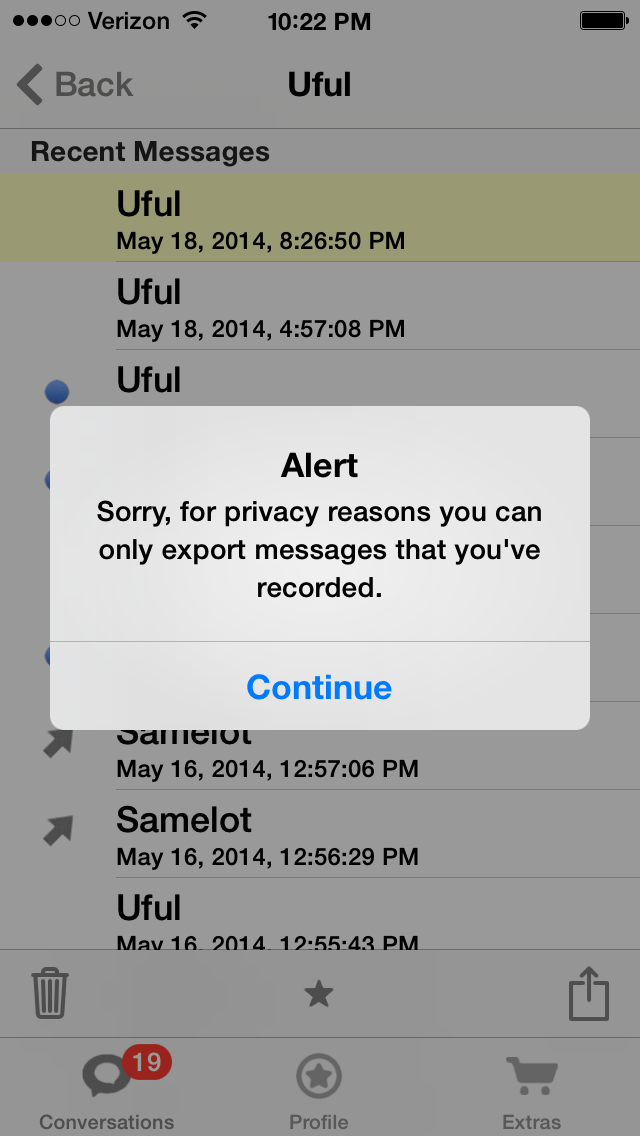 Verizon 10:22 PM
Back Uful
Recent Messages
Uful
May 18, 2014, 8:26:50 PM
Uful
May 18, 2014, 4:57:08 PM
Uful
Alert
Sorry, for privacy reasons you can
only export messages that you've
recorded.
Continue
Samelot
May 16, 2014, 12:57:06 PM
Samelot
May 16, 2014, 12:56:29 PM
Uful
May 16, 2014, 12:55:43 PM
19
Conversations Profile Extras